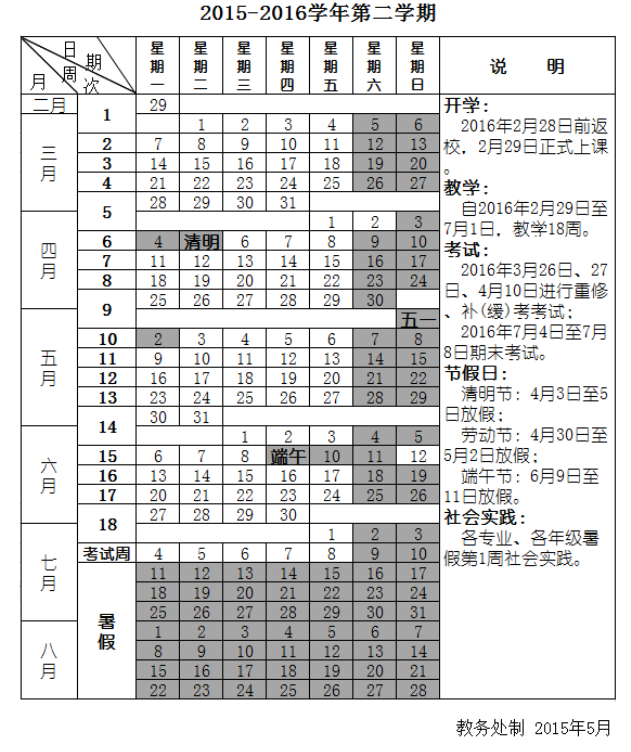 2015-2016学年第二学期
日 期
月 周 次
星期一 星期二 星期三 星期四 星期五 星期六 星期日 说 明
二月 1 29
三月 1 2 3 4 5 6
2 7 8 9 10 11 12 13
3 14 15 16 17 18 19 20
4 21 22 23 24 25 26 27
5 28 29 30 31
四月 1 2 3
6 4 清明 6 7 8 9 10
7 11 12 13 14 15 16 17
8 18 19 20 21 22 23 24
9 25 26 27 28 29 30
五月 五一
10 2 3 4 5 6 7 8
11 9 10 11 12 13 14 15
12 16 17 18 19 20 21 22
13 23 24 25 26 27 28 29
14 30 31
六月 1 2 3 4 5
15 6 7 8 端午 10 11 12
16 13 14 15 16 17 18 19
17 20 21 22 23 24 25 26
18 27 28 29 30
七月 1 2 3
考试周 4 5 6 7 8 9 10
暑假 11 12 13 14 15 16 17
18 19 20 21 22 23 24
25 26 27 28 29 30 31
八月 1 2 3 4 5 6 7
8 9 10 11 12 13 14
15 16 17 18 19 20 21
22 23 24 25 26 27 28
开学:
2016年2月28日前返
校，2月29日正式上课
。
教学:
自2016年2月29日至
7月1日，教学18周。
考试:
2016年3月26日、27
日、4月10日进行重修
、补(缓)考考试;
2016年7月4日至7月
8日期末考试。
节假日:
清明节: 4月3日至5
日放假;
劳动节: 4月30日至
5月2日放假;
端午节: 6月9日至
11日放假。
社会实践:
各专业、各年级暑
假第1周社会实践。
教务处制 2015年5月